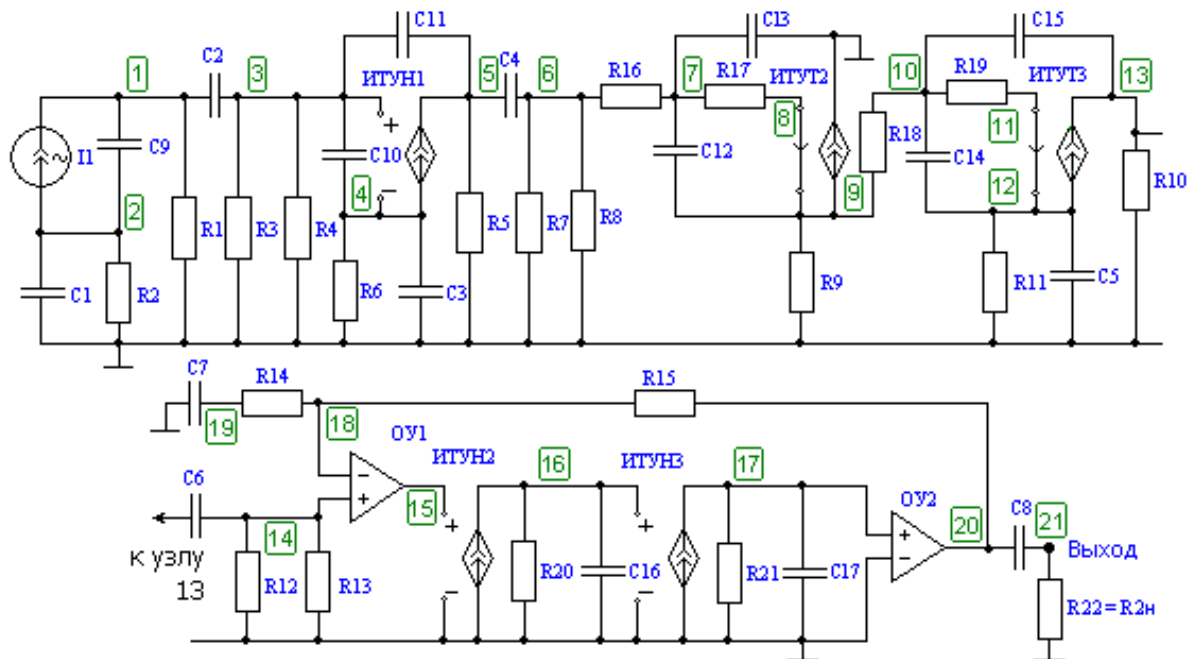 C11
C13
C15
1
C2
3
ИТУН1
5
C4
6
R16
7
R17
ИТУТ2
10
R19
ИТУТ3
13
I1
C9
+
C10
8
R18
11
C14
R10
2
4
−
C12
9
12
R1
R3
R4
R5
R7
R8
C1
R2
R6
C3
R9
R11
C5
C7
R14
R15
19
18
ОУ1
ИТУН2
16
ИТУН3
17
C6
−
+
15
ОУ2
20
C8
21
14
+
+
+
−
Выход
к узлу
13
R12
R13
R20
C16
R21
C17
R22=R2н
−
−